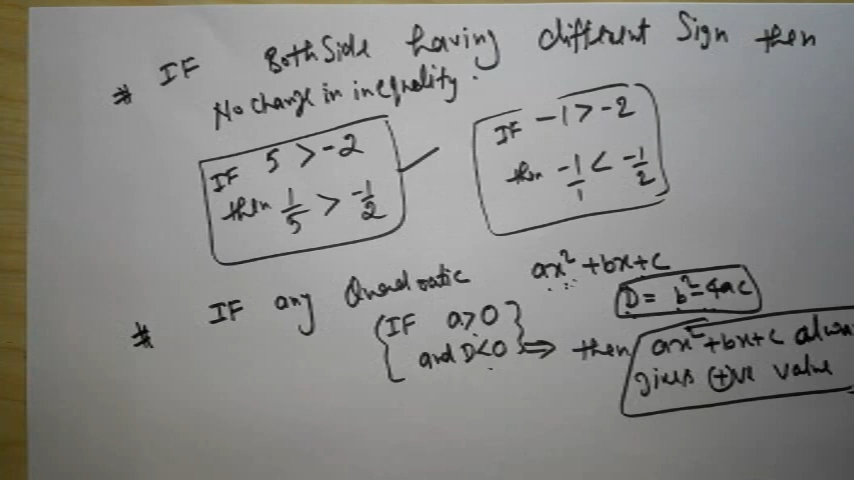 * IF Both Side having different Sign then
No change in inequality.
IF 5 > -2
then 1/5 > -1/2
IF -1 > -2
then -1/1 < -1/2
* IF any Quadratic ax² + bx + c
D = b² - 4ac
{IF a > 0
and D < 0} ⇒ then ax² + bx + c alwa
gives (+)ve value